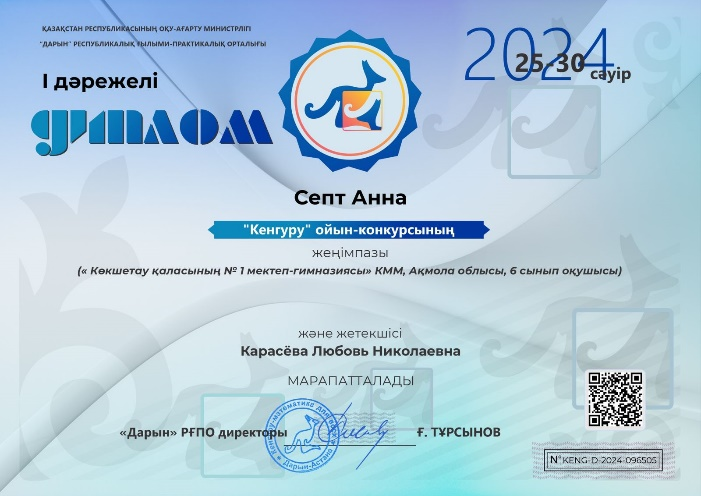 ҚАЗАҚСТАН РЕСПУБЛИКАСЫНЫҢ ОҚУ-АҒАРТУ МИНИСТРЛІГІ
"ДАРЫН" РЕСПУБЛИКАЛЫҚ ҒЫЛЫМИ-ПРАКТИКАЛЫҚ ОРТАЛЫҒЫ
2024
25-30
сәуір
І дәрежелі
ДИПЛОМ
Септ Анна
"Кенгуру" ойын-конкурсының
жеңімпазы
(« Көкшетау қаласының № 1 мектеп-гимназиясы» КММ, Ақмола облысы, 6 сынып оқушысы)
және жетекшісі
Карасёва Любовь Николаевна
МАРАПАТТАЛАДЫ
«Дарын» РҒПО директоры
Ғ. ТҰРСЫНОВ
N° KENG-D-2024-096505